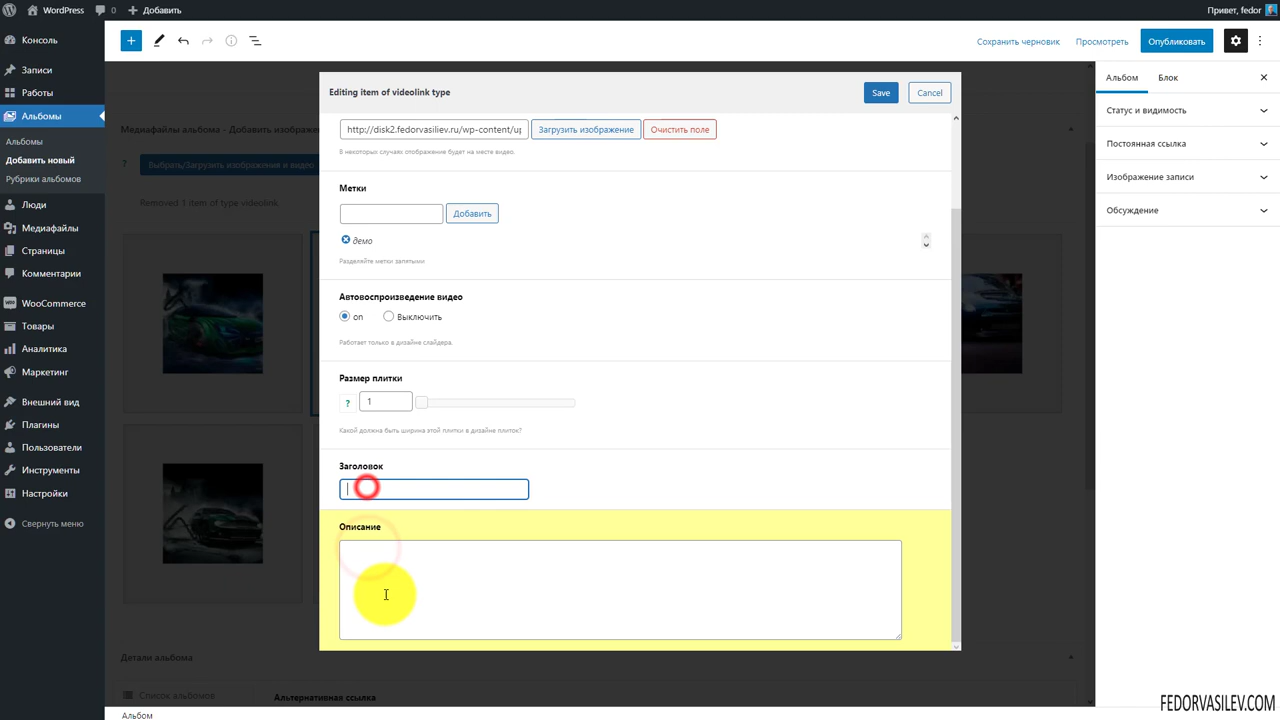 WordPress
0
Добавить
Привет, fedor
Сохранить черновик
Просмотреть
Опубликовать
Консоль
Записи
Работы
Альбомы
Альбомы
Добавить новый
Рубрики альбомов
Люди
Медиафайлы
Страницы
Комментарии
WooCommerce
Товары
Аналитика
Маркетинг
Внешний вид
Плагины
Пользователи
Инструменты
Настройки
Свернуть меню
Медиафайлы альбома - Добавить изображен
?
Выбрать/Загрузить изображения и видео
Removed 1 item of type videolink
Детали альбома
Список альбомов
Альтернативная ссылка
Альбом
Editing item of videolink type
Save
Cancel
http://disk2.fedorvasiliev.ru/wp-content/up
Загрузить изображение
Очистить поле
В некоторых случаях отображение будет на месте видео.
Метки
Добавить
демо
Разделяйте метки запятыми
Автовоспроизведение видео
on
Выключить
Работает только в дизайне слайдера.
Размер плитки
?
1
Какой должна быть ширина этой плитки в дизайне плиток?
Заголовок
Описание
Альбом
Блок
Статус и видимость
Постоянная ссылка
Изображение записи
Обсуждение
FEDORVASILEV.COM